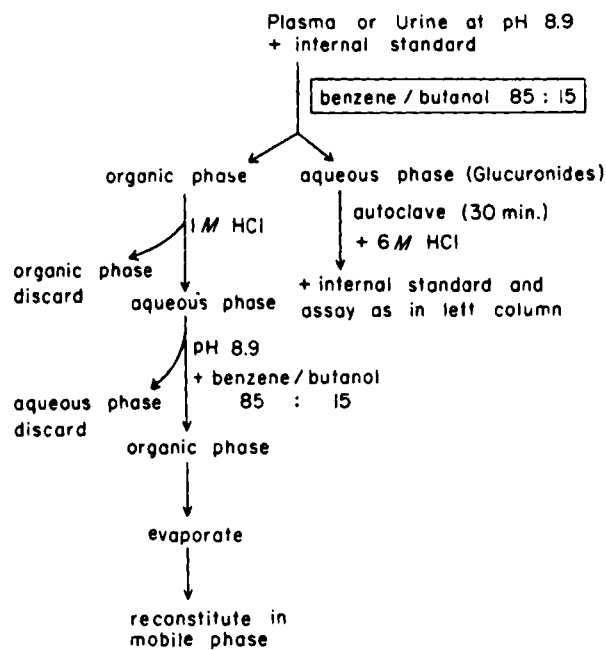 Plasma or Urine at pH 8.9
+ internal standard
benzene/butanol 85 : 15
organic phase
aqueous phase (Glucuronides)
1 M HCl
autoclave (30 min.)
+ 6 M HCl
organic phase
discard
+ internal standard and
assay as in left column
aqueous phase
pH 8.9
+ benzene/butanol
85 : 15
aqueous phase
discard
organic phase
evaporate
reconstitute in
mobile phase